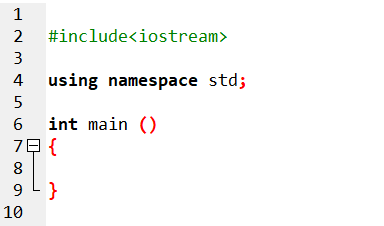 1
2 #include<iostream>
3
4 using namespace std;
5
6 int main ()
7 {
8
9 }
10